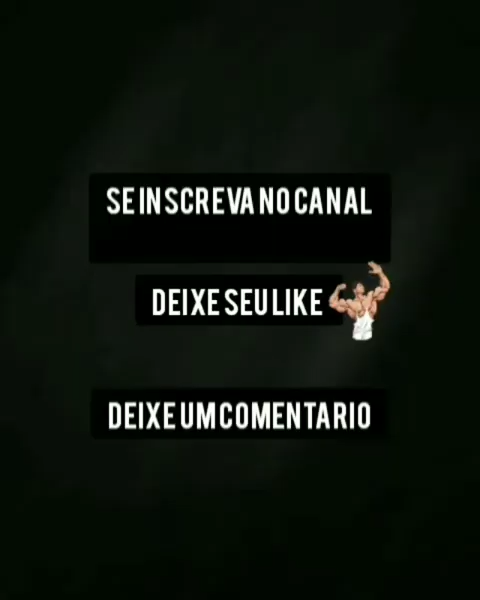 SE INSCREVA NO CANAL
DEIXE SEU LIKE
DEIXE UM COMENTARIO